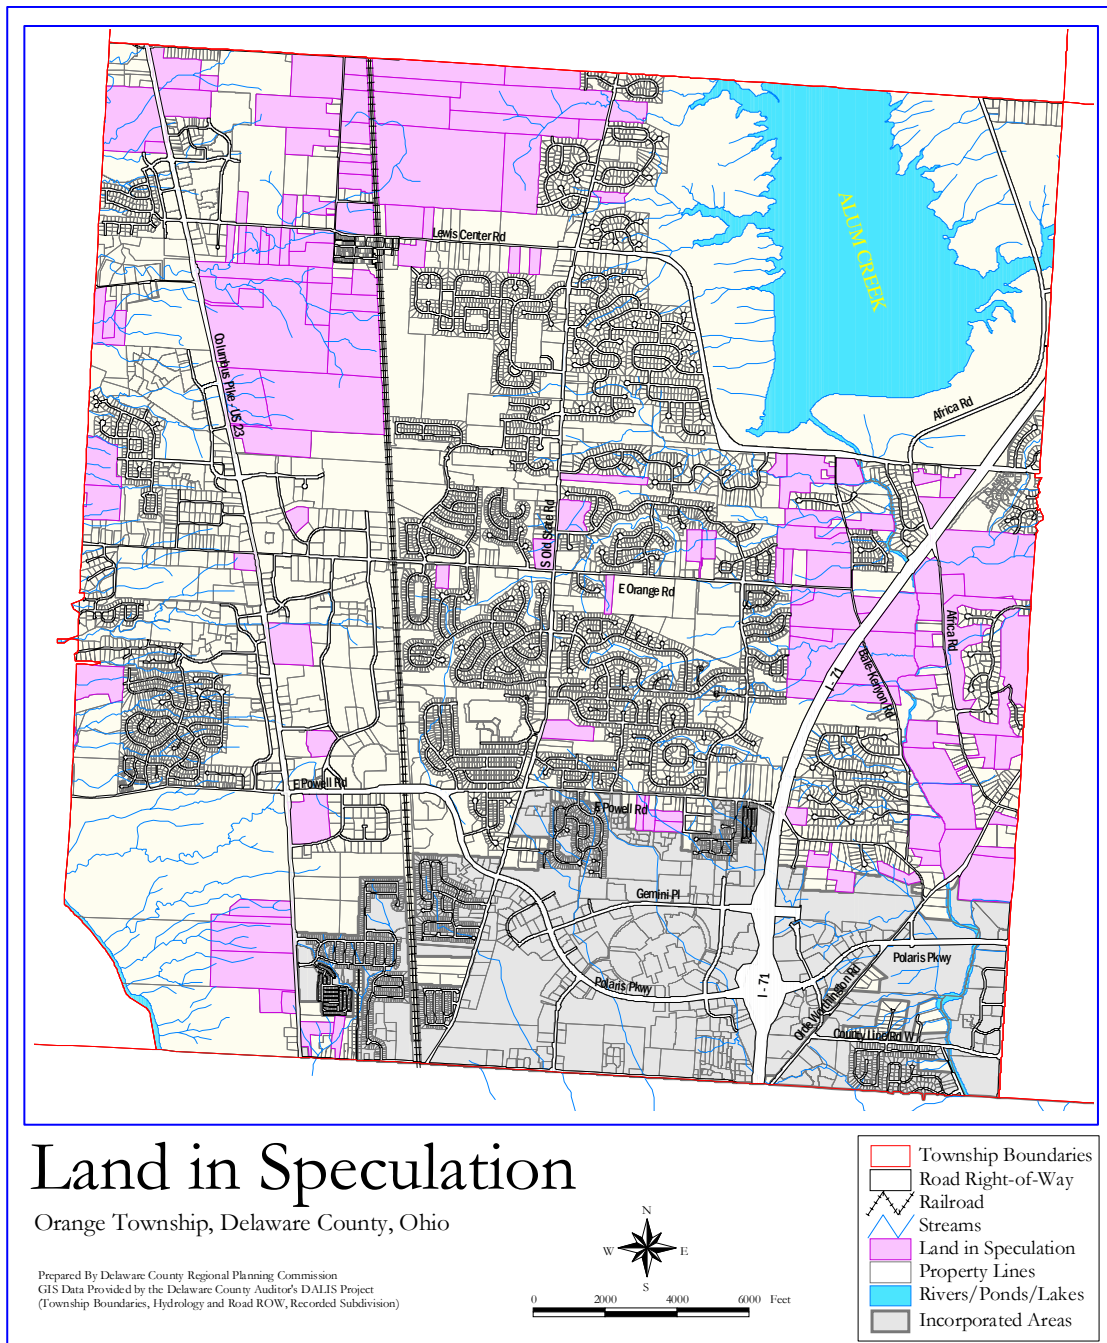 ALUM CREEK
Lewis Center Rd
Columbus Pike - US 23
Africa Rd
S Old State Rd
E Orange Rd
Africa Rd
Bale-Kenyon Rd
I - 71
E Powell Rd
E Powell Rd
Gemini Pl
Polaris Pkwy
Polaris Pkwy
I - 71
Olde Worthington Rd
County Line Rd W
Land in Speculation
Orange Township, Delaware County, Ohio
Prepared By Delaware County Regional Planning Commission
GIS Data Provided by the Delaware County Auditor's DALIS Project
(Township Boundaries, Hydrology and Road ROW, Recorded Subdivision)
N
W E
S
0 2000 4000 6000 Feet
Township Boundaries
Road Right-of-Way
Railroad
Streams
Land in Speculation
Property Lines
Rivers/Ponds/Lakes
Incorporated Areas